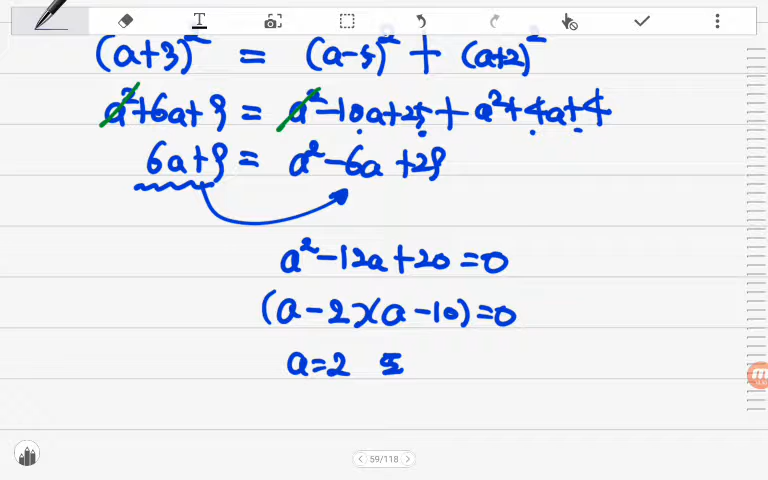 (a+3)² = (a-5)² + (a+2)²
a²+6a+9 = a²-10a+25+a²+4a+4
6a+9 = a²-6a+29
a²-12a+20=0
(a-2)(a-10)=0
a=2
59/118